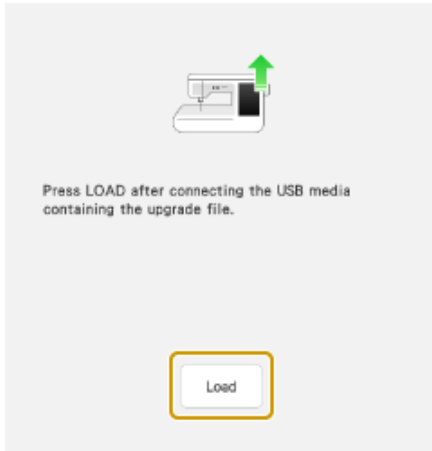 Press LOAD after connecting the USB media
containing the upgrade file.
Load